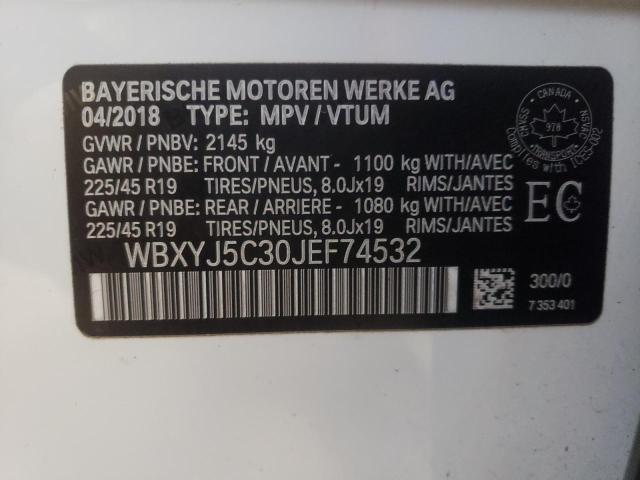 BAYERISCHE MOTOREN WERKE AG
04/2018 TYPE: MPV / VTUM
GVWR / PNBV: 2145 kg
GAWR / PNBE: FRONT / AVANT - 1100 kg WITH/AVEC
225/45 R19 TIRES/PNEUS, 8.0Jx19 RIMS/JANTES
GAWR / PNBE: REAR / ARRIERE - 1080 kg WITH/AVEC
225/45 R19 TIRES/PNEUS, 8.0Jx19 RIMS/JANTES
WBXYJ5C30JEF74532
CANADA
978
TRANSPORT
EC
300/0
7 353 401